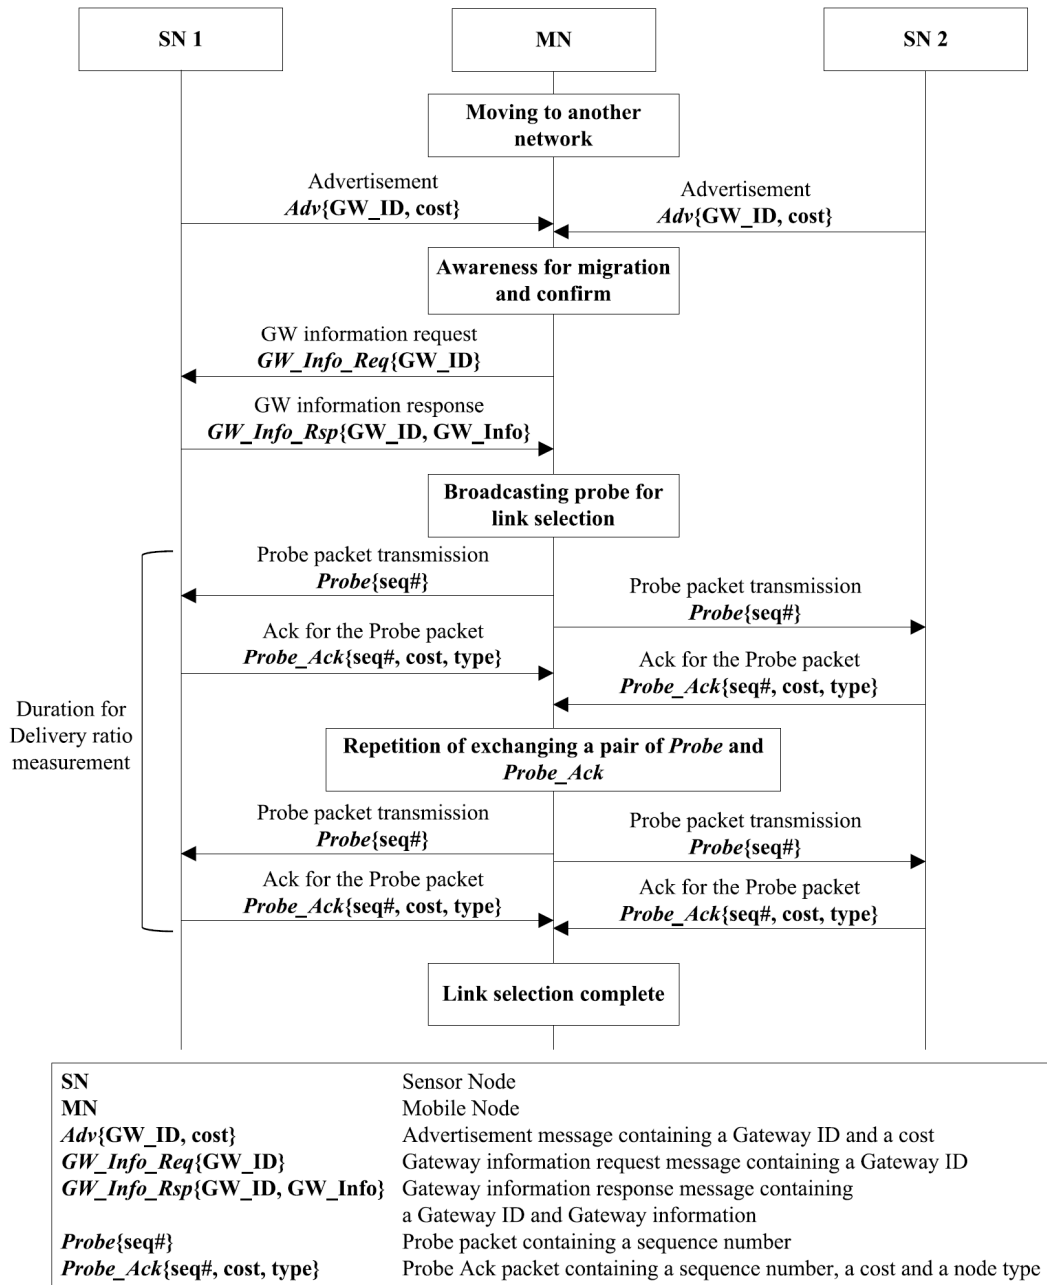 SN 1
MN
SN 2
Moving to another
network
Advertisement
Adv{GW_ID, cost}
Advertisement
Adv{GW_ID, cost}
Awareness for migration
and confirm
GW information request
GW_Info_Req{GW_ID}
GW information response
GW_Info_Rsp{GW_ID, GW_Info}
Broadcasting probe for
link selection
Probe packet transmission
Probe{seq#}
Probe packet transmission
Probe{seq#}
Ack for the Probe packet
Probe_Ack{seq#, cost, type}
Ack for the Probe packet
Probe_Ack{seq#, cost, type}
Duration for
Delivery ratio
measurement
Repetition of exchanging a pair of Probe and
Probe_Ack
Probe packet transmission
Probe{seq#}
Probe packet transmission
Probe{seq#}
Ack for the Probe packet
Probe_Ack{seq#, cost, type}
Ack for the Probe packet
Probe_Ack{seq#, cost, type}
Link selection complete
SN Sensor Node
MN Mobile Node
Adv{GW_ID, cost} Advertisement message containing a Gateway ID and a cost
GW_Info_Req{GW_ID} Gateway information request message containing a Gateway ID
GW_Info_Rsp{GW_ID, GW_Info} Gateway information response message containing
a Gateway ID and Gateway information
Probe{seq#} Probe packet containing a sequence number
Probe_Ack{seq#, cost, type} Probe Ack packet containing a sequence number, a cost and a node type